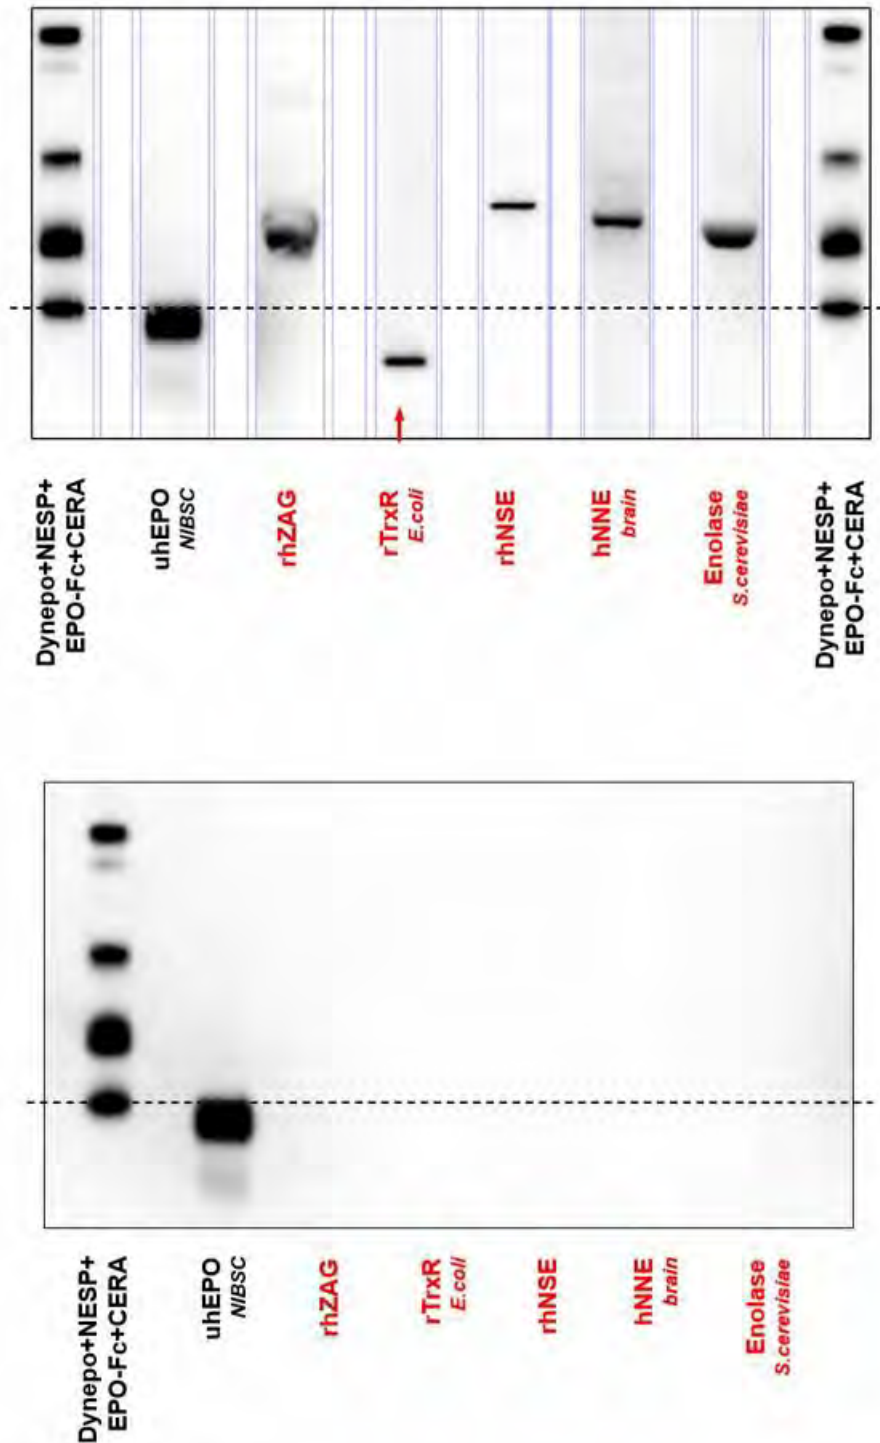 Dynepo+NESP+
EPO-Fc+CERA
uhEPO
NIBSC
rhZAG
rTrxR
E.coli
rhNSE
hNNE
brain
Enolase
S.cerevisiae
Dynepo+NESP+
EPO-Fc+CERA
Dynepo+NESP+
EPO-Fc+CERA
uhEPO
NIBSC
rhZAG
rTrxR
E.coli
rhNSE
hNNE
brain
Enolase
S.cerevisiae